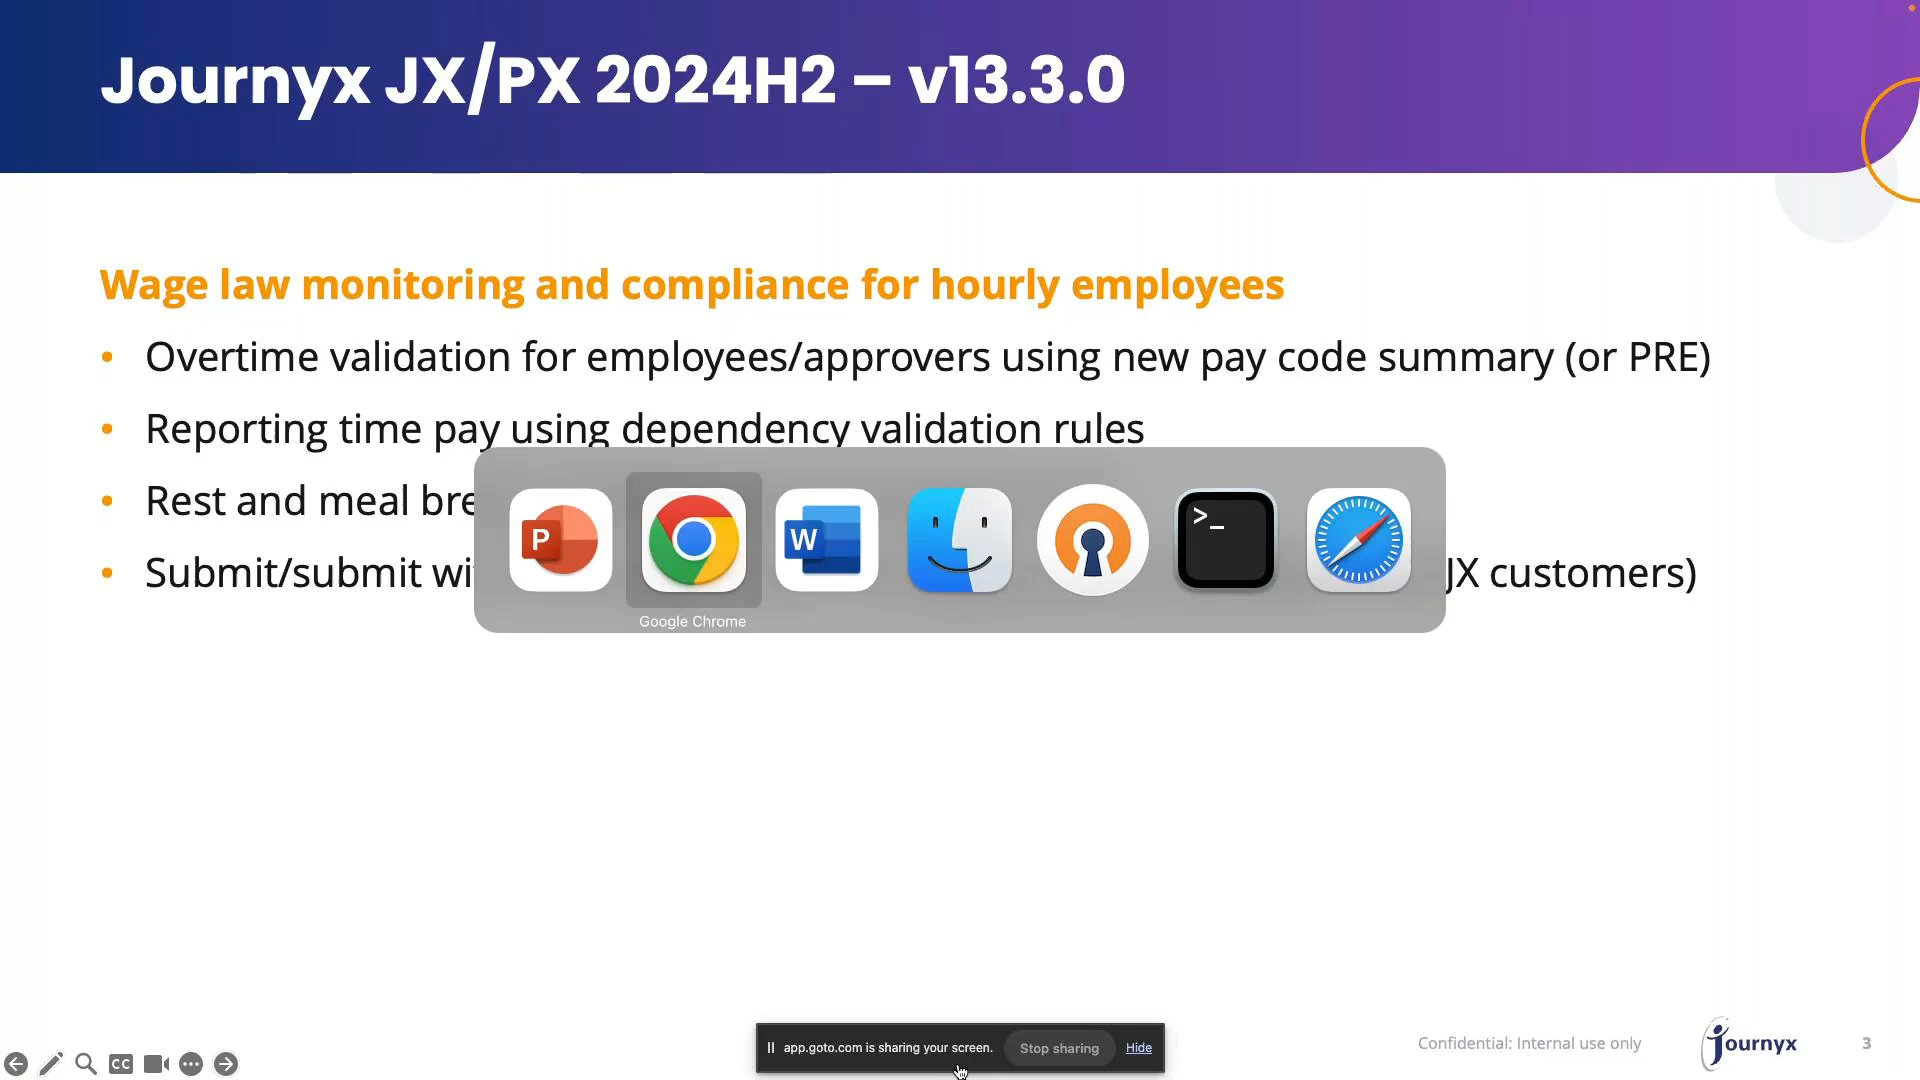 Journyx JX/PX 2024H2 – v13.3.0
Wage law monitoring and compliance for hourly employees
• Overtime validation for employees/approvers using new pay code summary (or PRE)
• Reporting time pay using dependency validation rules
• Rest and meal
• Submit/submit
JX customers)
P
W
>_
Google Chrome
app.goto.com is sharing your screen.
Stop sharing
Hide
CC
Confidential: Internal use only
Journyx
3